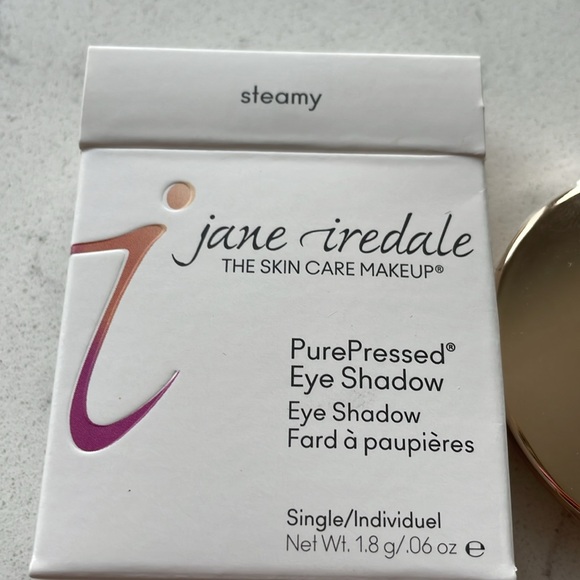 steamy
jane iredale
THE SKIN CARE MAKEUP®
PurePressed®
Eye Shadow
Eye Shadow
Fard à paupières
Single/Individuel
Net Wt. 1.8 g/.06 oz ℮